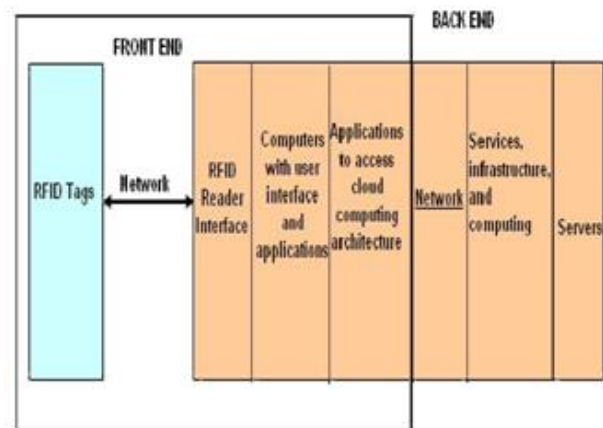 BACK END
FRONT END
RFID Tags
Network
RFID
Reader
Interface
Computers
with user
interface
and
applications
Applications
to access
cloud
computing
architecture
Network
Services,
infrastructure,
and
computing
Servers